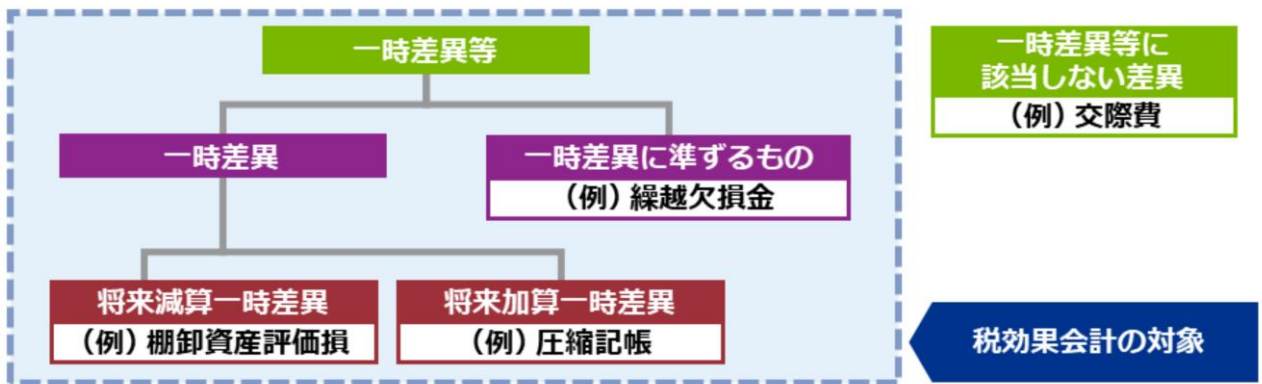 一時差異等
一時差異等に
該当しない差異
（例）交際費
一時差異
一時差異に準ずるもの
（例）繰越欠損金
将来減算一時差異
（例）棚卸資産評価損
将来加算一時差異
（例）圧縮記帳
税効果会計の対象